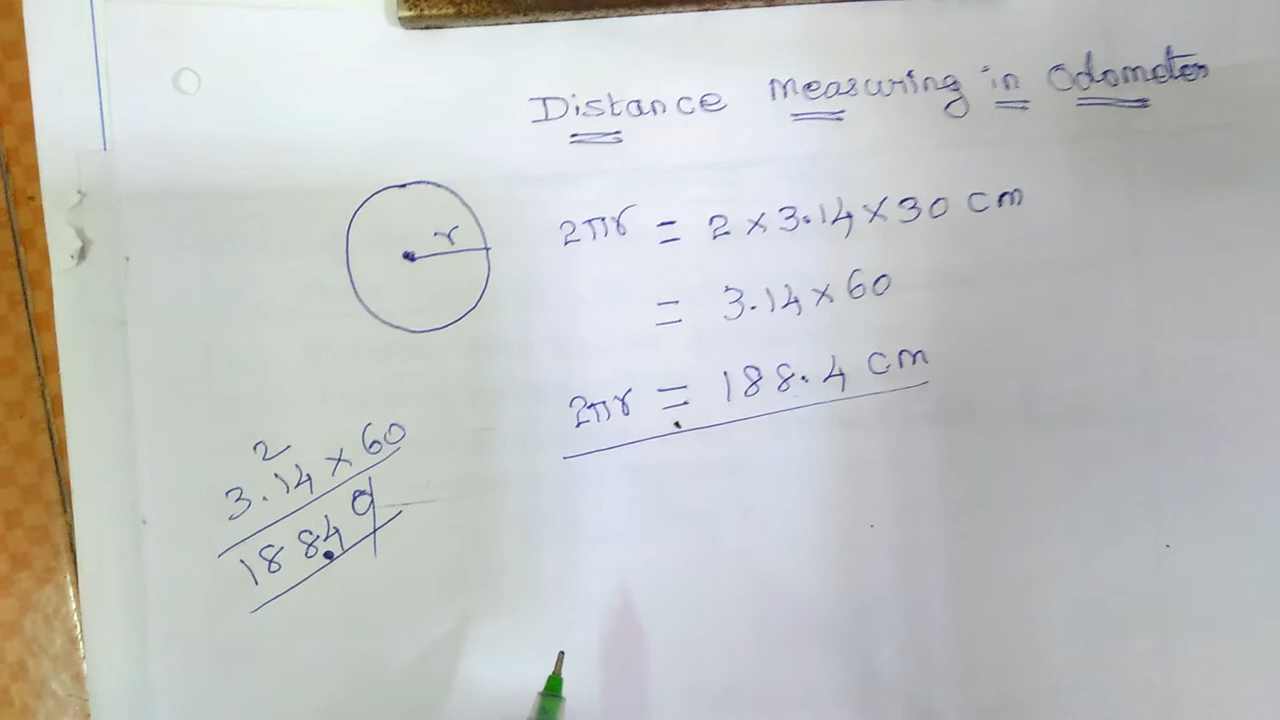 Distance measuring in Odometer
r
2πr = 2 × 3.14 × 30 cm
= 3.14 × 60
2πr = 188.4 cm
2
3.14 × 60
188.40